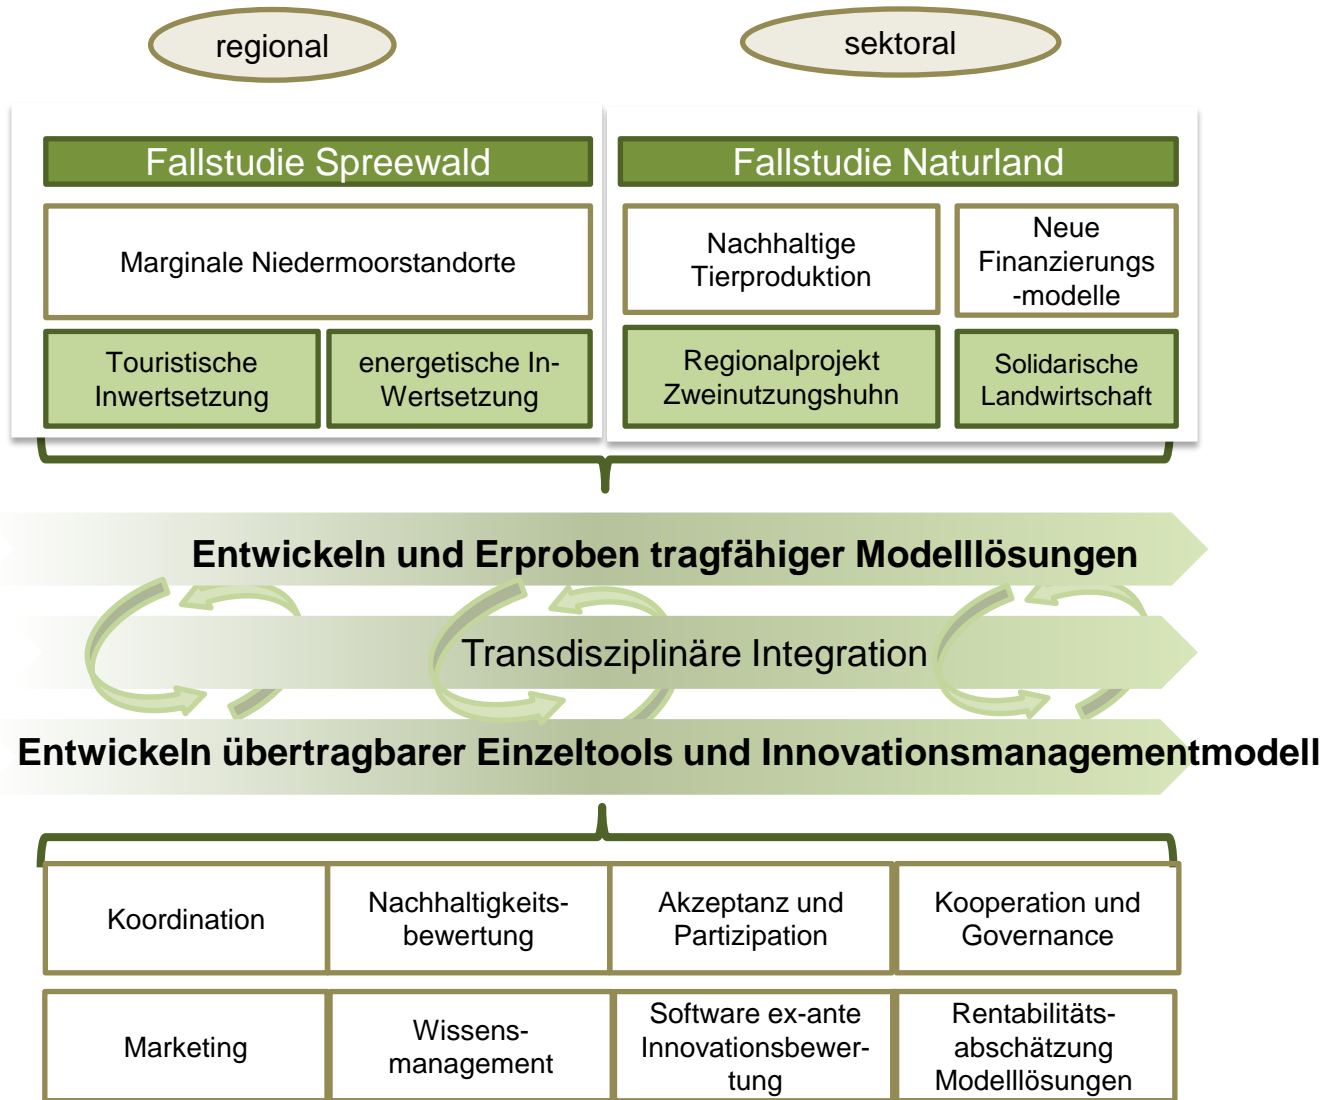 regional
sektoral
Fallstudie Spreewald
Fallstudie Naturland
Marginale Niedermoorstandorte
Nachhaltige
Tierproduktion
Neue
Finanzierungs
-modelle
Touristische
Inwertsetzung
energetische In-
Wertsetzung
Regionalprojekt
Zweinutzungshuhn
Solidarische
Landwirtschaft
Entwickeln und Erproben tragfähiger Modelllösungen
Transdisziplinäre Integration
Entwickeln übertragbarer Einzeltools und Innovationsmanagementmodell
Koordination
Nachhaltigkeits-
bewertung
Akzeptanz und
Partizipation
Kooperation und
Governance
Marketing
Wissens-
management
Software ex-ante
Innovationsbewer-
tung
Rentabilitäts-
abschätzung
Modelllösungen